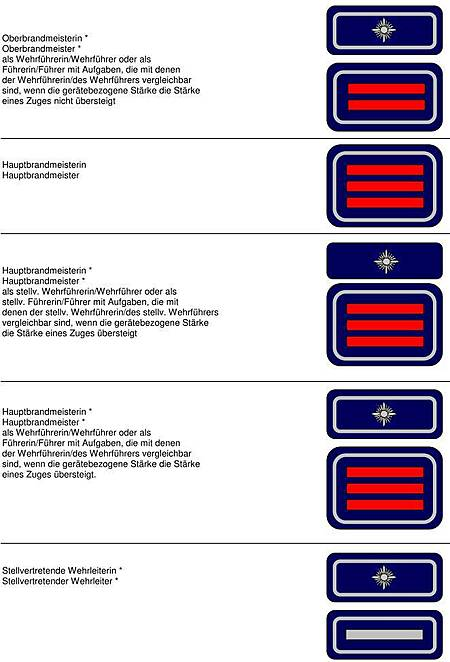 Oberbrandmeisterin *
Oberbrandmeister *
als Wehrführerin/Wehrführer oder als
Führerin/Führer mit Aufgaben, die mit denen
der Wehrführerin/des Wehrführers vergleichbar
sind, wenn die gerätebezogene Stärke die Stärke
eines Zuges nicht übersteigt
Hauptbrandmeisterin
Hauptbrandmeister
Hauptbrandmeisterin *
Hauptbrandmeister *
als stellv. Wehrführerin/Wehrführer oder als
stellv. Führerin/Führer mit Aufgaben, die mit
denen der stellv. Wehrführerin/des stellv. Wehrführers
vergleichbar sind, wenn die gerätebezogene Stärke
die Stärke eines Zuges übersteigt
Hauptbrandmeisterin *
Hauptbrandmeister *
als Wehrführerin/Wehrführer oder als
Führerin/Führer mit Aufgaben, die mit denen
der Wehrführerin/des Wehrführers vergleichbar
sind, wenn die gerätebezogene Stärke die Stärke
eines Zuges übersteigt.
Stellvertretende Wehrleiterin *
Stellvertretender Wehrleiter *